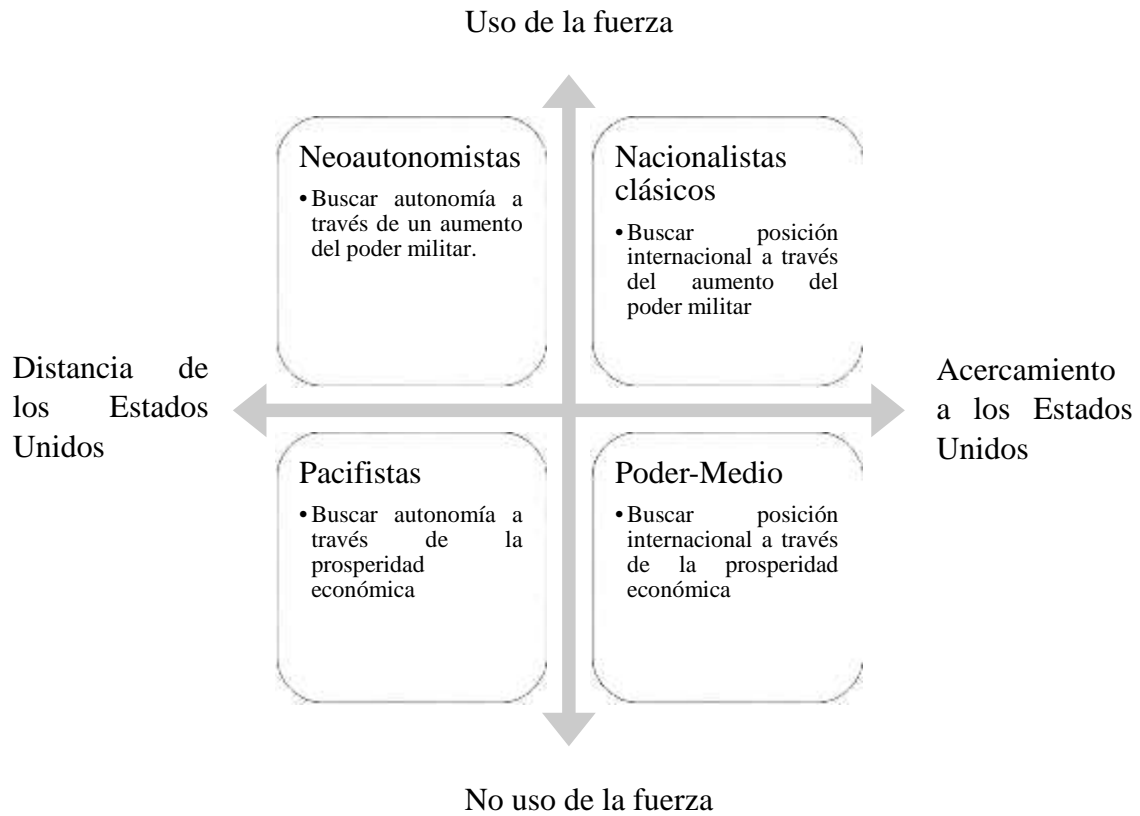 Uso de la fuerza
Neoautonomistas
• Buscar autonomía a
través de un aumento
del poder militar.
Nacionalistas
clásicos
• Buscar posición
internacional a través
del aumento del
poder militar
Distancia de
los Estados
Unidos
Acercamiento
a los Estados
Unidos
Pacifistas
• Buscar autonomía a
través de la
prosperidad
económica
Poder-Medio
• Buscar posición
internacional a través
de la prosperidad
económica
No uso de la fuerza